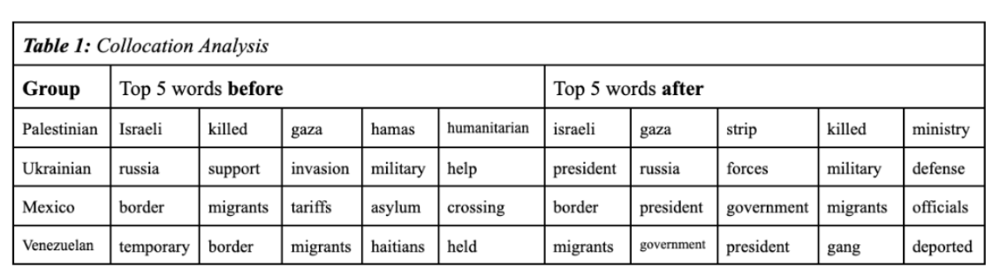 Table 1: Collocation Analysis
Group Top 5 words before Top 5 words after
Palestinian Israeli killed gaza hamas humanitarian israeli gaza strip killed ministry
Ukrainian russia support invasion military help president russia forces military defense
Mexico border migrants tariffs asylum crossing border president government migrants officials
Venezuelan temporary border migrants haitians held migrants government president gang deported